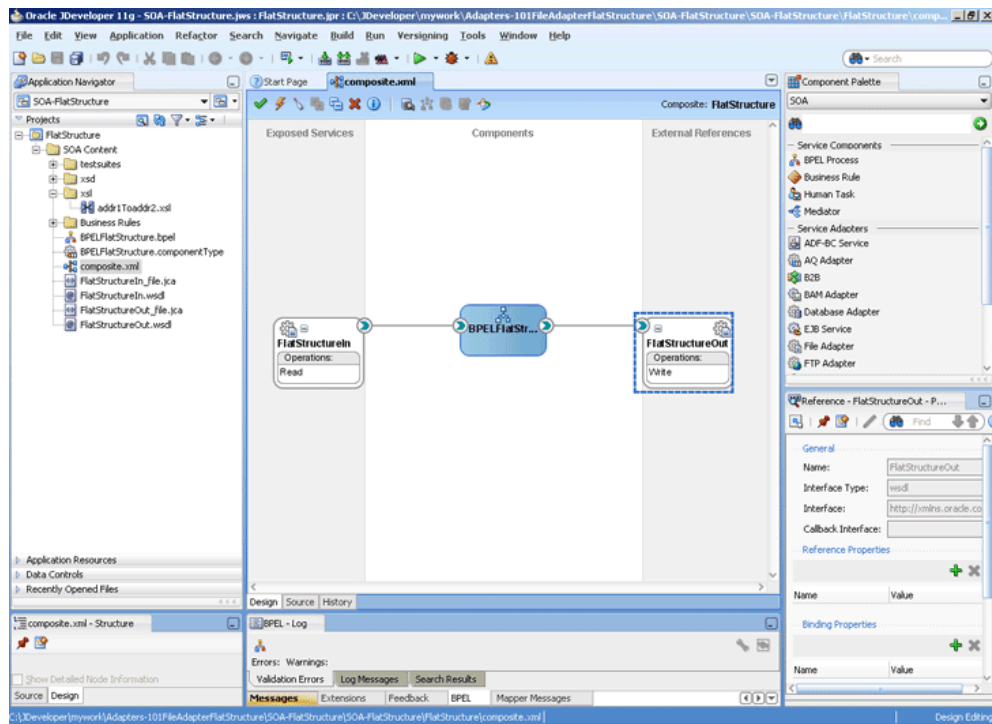 Oracle JDeveloper 11g - SOA-FlatStructure.jws : FlatStructure.jpr : C:\JDeveloper\mywork\Adapters-101FileAdapterFlatStructure\SOA-FlatStructure\SOA-FlatStructure\FlatStructure\comp...
File Edit View Application Refactor Search Navigate Build Run Versigning Tools Window Help
Search
Application Navigator
SOA-FlatStructure
Projects
FlatStructure
SOA Content
testsuites
xsd
xsl
addr1Toaddr2.xsl
Business Rules
BPELFlatStructure.bpel
BPELFlatStructure.componentType
composite.xml
FlatStructureIn_file.jca
FlatStructureIn.wsdl
FlatStructureOut_file.jca
FlatStructureOut.wsdl
Application Resources
Data Controls
Recently Opened Files
composite.xml - Structure
Show Detailed Node Information
Source Design
Start Page composite.xml
Composite: FlatStructure
Exposed Services Components External References
FlatStructureIn
Operations:
Read
BPELFlatStr...
FlatStructureOut
Operations:
Write
Design Source History
BPEL - Log
Errors: Warnings:
Validation Errors Log Messages Search Results
Messages Extensions Feedback BPEL Mapper Messages
Component Palette
SOA
Service Components
BPEL Process
Business Rule
Human Task
Mediator
Service Adapters
ADF-BC Service
AQ Adapter
B2B
BAM Adapter
Database Adapter
EJB Service
File Adapter
FTP Adapter
Reference - FlatStructureOut - P...
Find
General
Name: FlatStructureOut
Interface Type: wsdl
Interface: http://xmlns.oracle.co
Callback Interface:
Reference Properties
Name Value
Binding Properties
Name Value
C:\JDeveloper\mywork\Adapters-101FileAdapterFlatStructure\SOA-FlatStructure\SOA-FlatStructure\FlatStructure\composite.xml
Design Editing